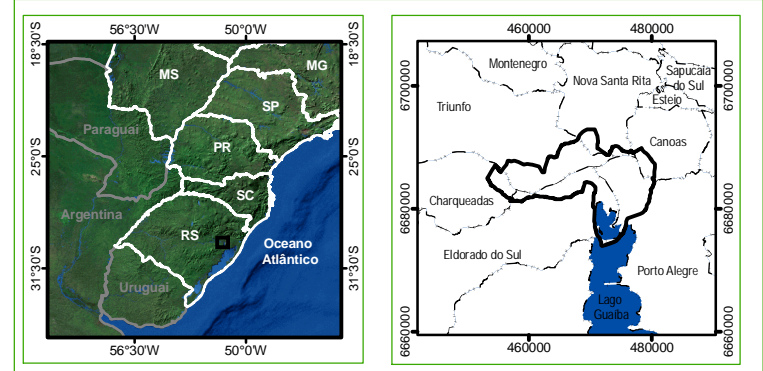 56°30'W 50°0'W
18°30'S 18°30'S
MS
MG
SP
Paraguai
PR
25°0'S 25°0'S
SC
Argentina
RS
Oceano
Atlântico
31°30'S 31°30'S
Uruguai
56°30'W 50°0'W
460000 480000
6700000 6700000
Montenegro
Nova Santa Rita
Sapucaia
do Sul
Esteio
Triunfo
Canoas
Charqueadas
6680000 6680000
Eldorado do Sul
Porto Alegre
Lago
Guaíba
6660000 6660000
460000 480000